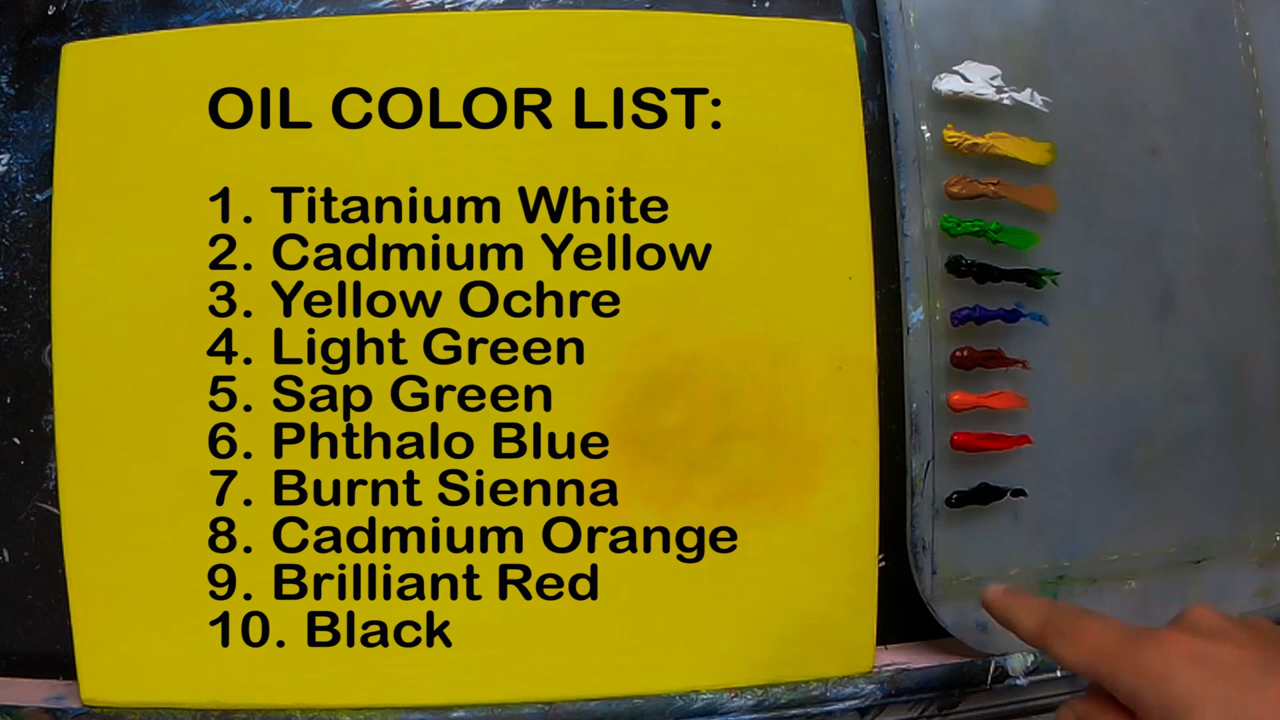 OIL COLOR LIST:
1. Titanium White
2. Cadmium Yellow
3. Yellow Ochre
4. Light Green
5. Sap Green
6. Phthalo Blue
7. Burnt Sienna
8. Cadmium Orange
9. Brilliant Red
10. Black